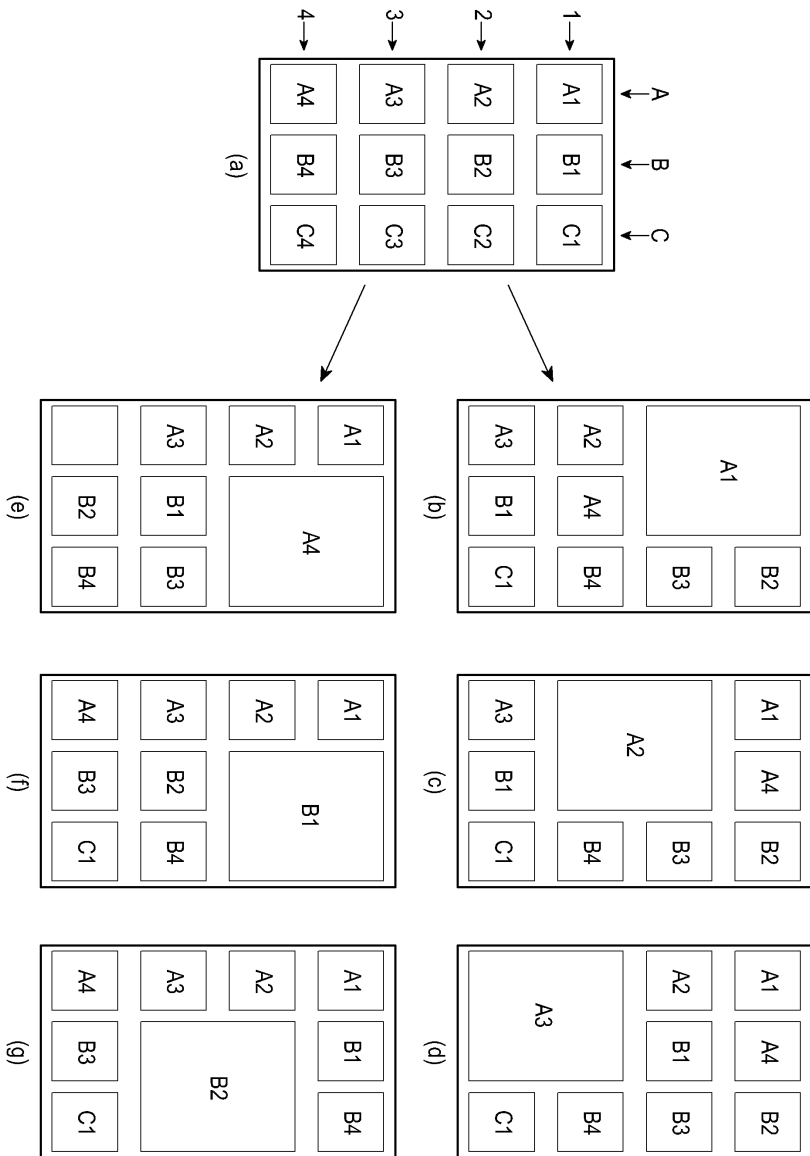 A B C
1 A1 B1 C1
2 A2 B2 C2
3 A3 B3 C3
4 A4 B4 C4
(a)
B2
A1
B3
A2 A4 B4
A3 B1 C1
(b)
A1 A4 B2
B3
A2
B4
A3 B1 C1
(c)
A1 A4 B2
A2 B1 B3
B4
A3
C1
(d)
A1
A4
A2
A3 B1 B3
B2 B4
(e)
A1
B1
A2
A3 B2 B4
A4 B3 C1
(f)
A1 B1 B4
A2
B2
A3
A4 B3 C1
(g)